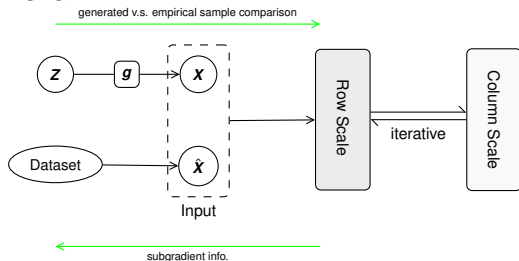 generated v.s. empirical sample comparison
Z
g
X
Row Scale
Column Scale
iterative
Dataset
X̂
Input
subgradient info.